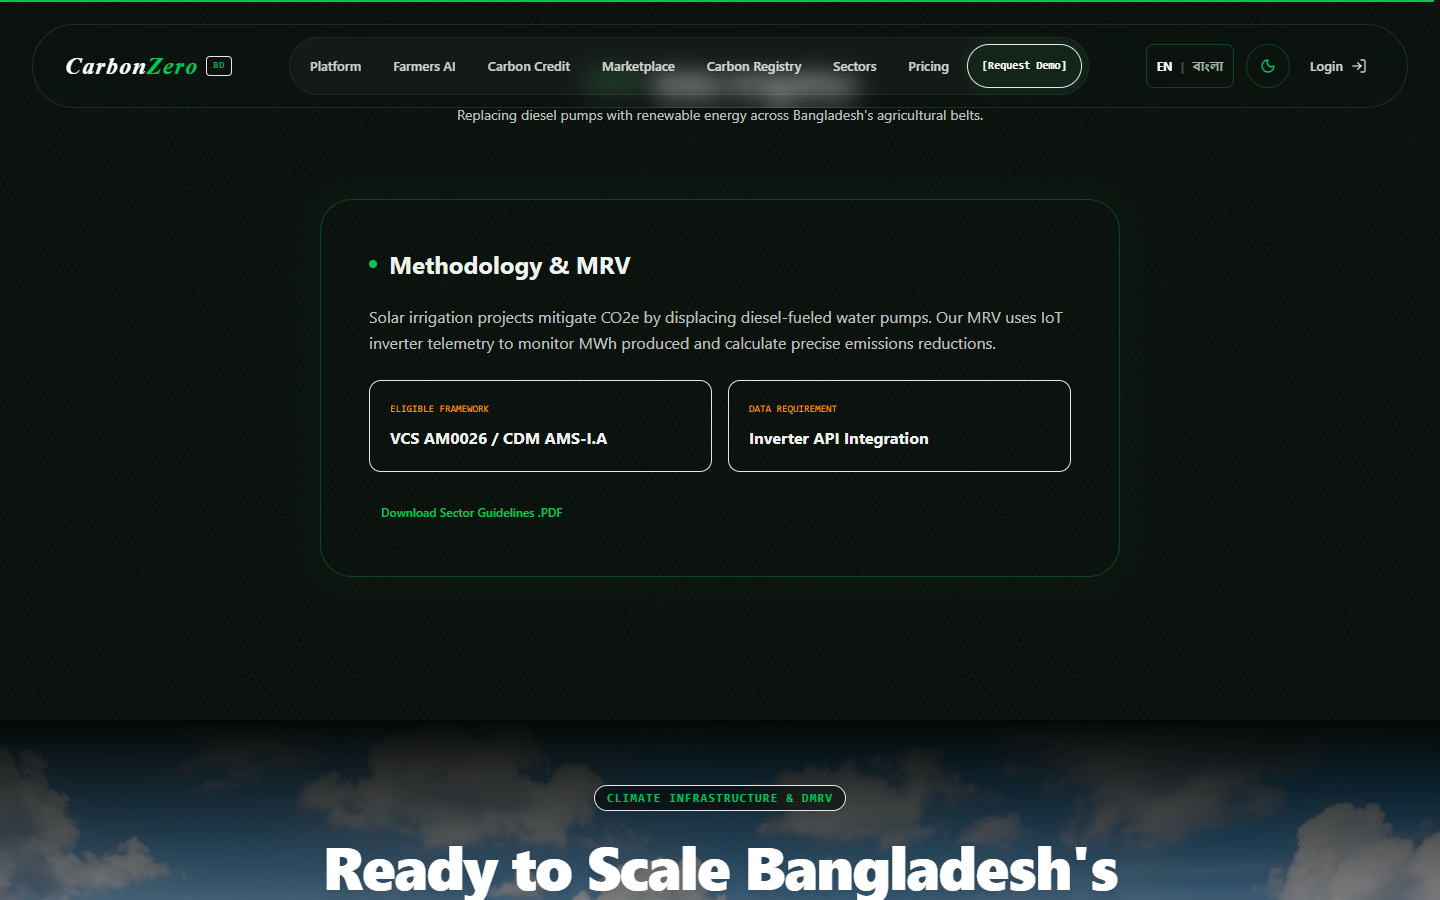 CarbonZero BD
Platform Farmers AI Carbon Credit Marketplace Carbon Registry Sectors Pricing [Request Demo]
EN | বাংলা
Login
Replacing diesel pumps with renewable energy across Bangladesh's agricultural belts.
Methodology & MRV
Solar irrigation projects mitigate CO2e by displacing diesel-fueled water pumps. Our MRV uses IoT
inverter telemetry to monitor MWh produced and calculate precise emissions reductions.
ELIGIBLE FRAMEWORK
VCS AM0026 / CDM AMS-I.A
DATA REQUIREMENT
Inverter API Integration
Download Sector Guidelines .PDF
CLIMATE INFRASTRUCTURE & DMRV
Ready to Scale Bangladesh's